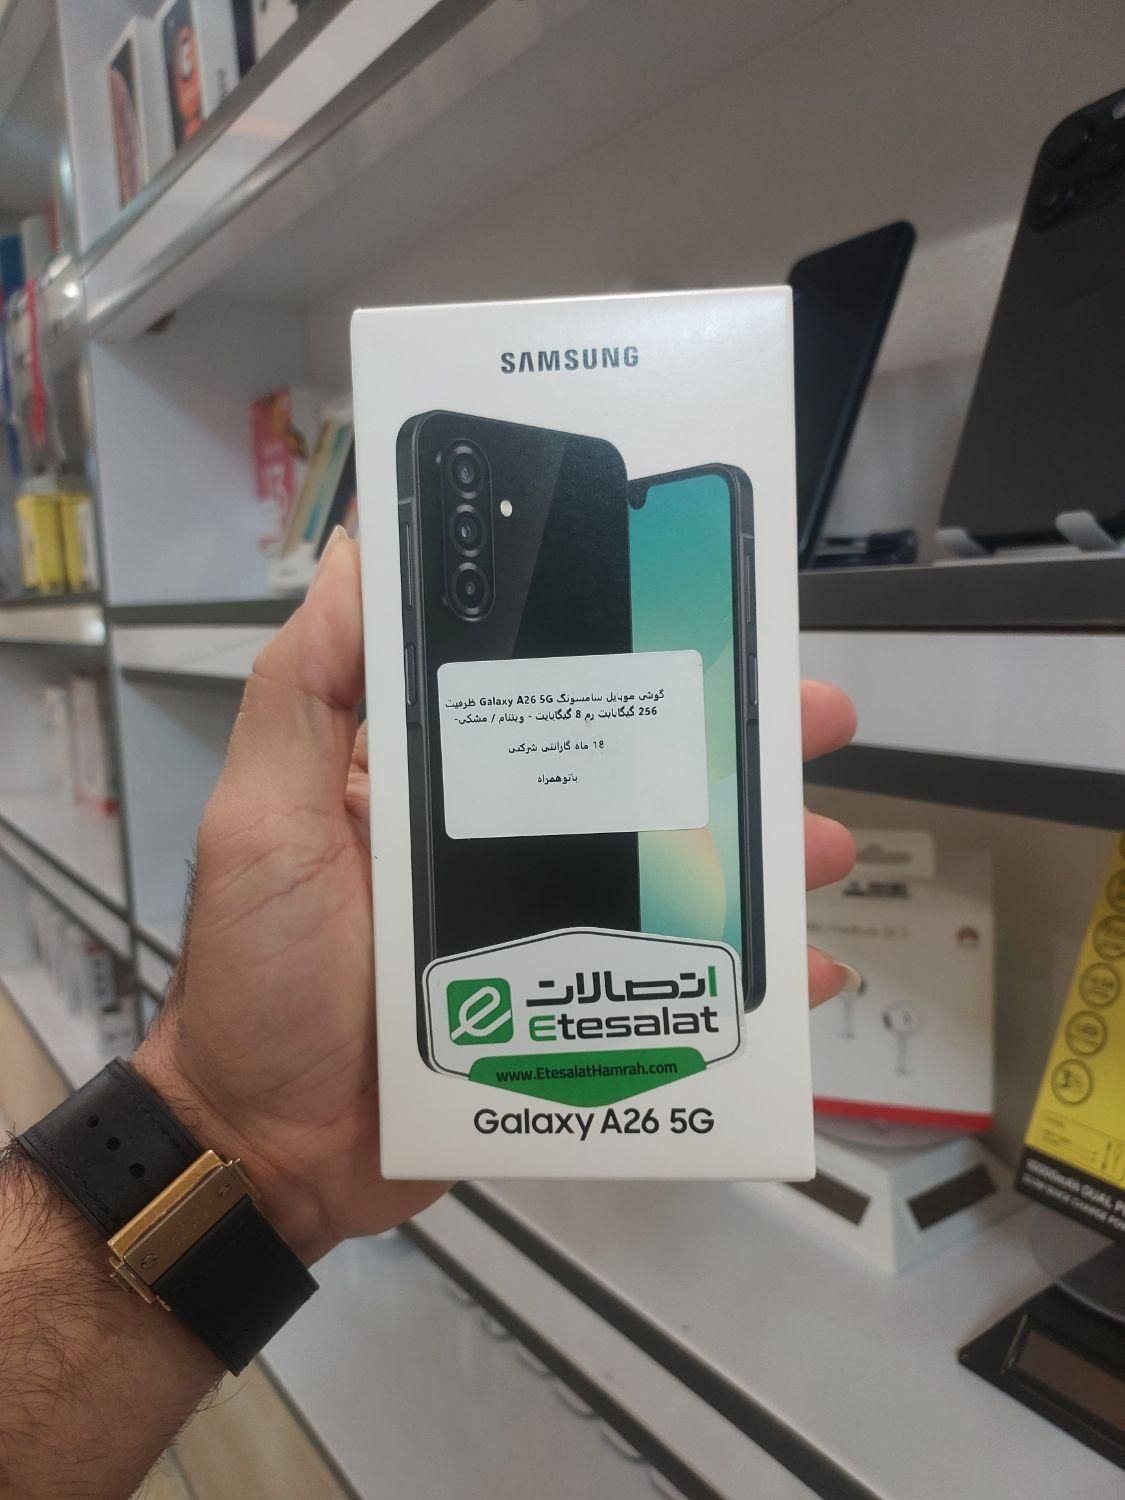 SAMSUNG
گوشی موبایل سامسونگ Galaxy A26 5G ظرفیت
256 گیگابایت رم 8 گیگابایت - ویتنام / مشکی-
18 ماه گارانتی شرکتی
باتوهمراه
اتصالات
Etesalat
www.EtesalatHamrah.com
Galaxy A26 5G